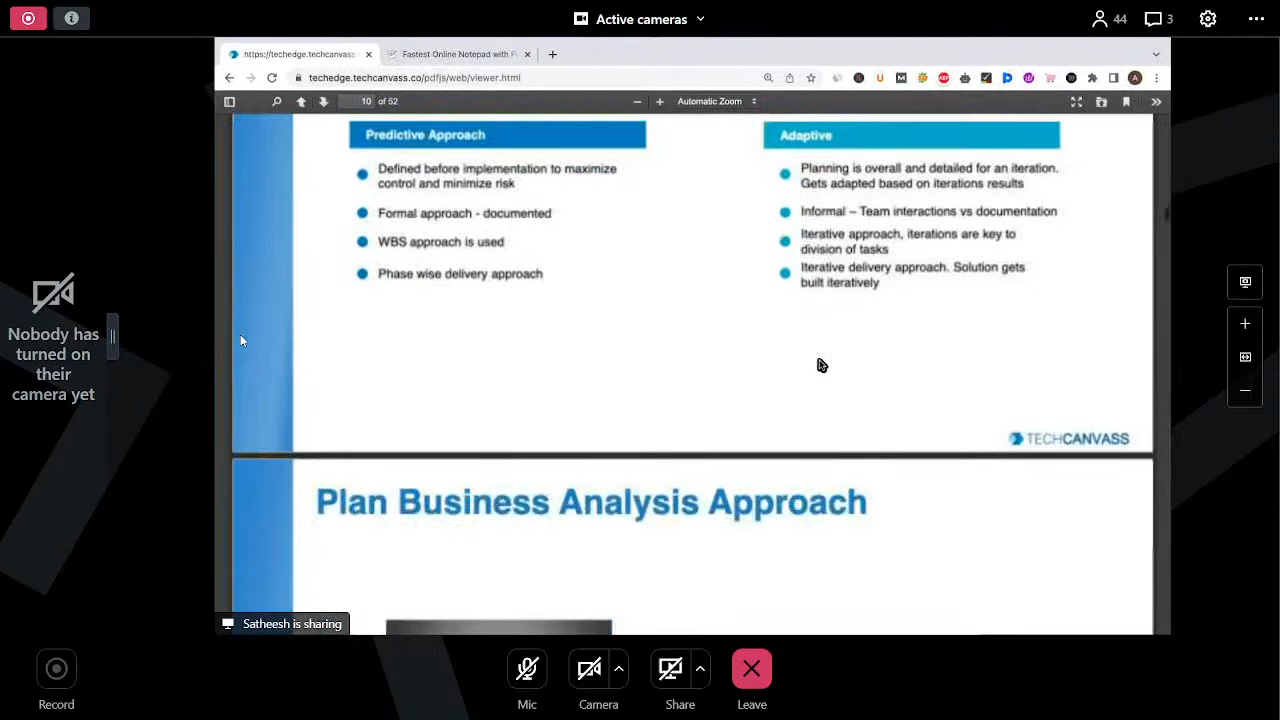 Active cameras
44
3
https://techedge.techcanvass
Fastest Online Notepad with F
techedge.techcanvass.co/pdfjs/web/viewer.html
10 of 52
Automatic Zoom
Predictive Approach
Defined before implementation to maximize
control and minimize risk
Formal approach - documented
WBS approach is used
Phase wise delivery approach
Adaptive
Planning is overall and detailed for an iteration.
Gets adapted based on iterations results
Informal – Team interactions vs documentation
Iterative approach, iterations are key to
division of tasks
Iterative delivery approach. Solution gets
built iteratively
TECHCANVASS
Nobody has
turned on
their
camera yet
Plan Business Analysis Approach
Satheesh is sharing
Record
Mic
Camera
Share
Leave